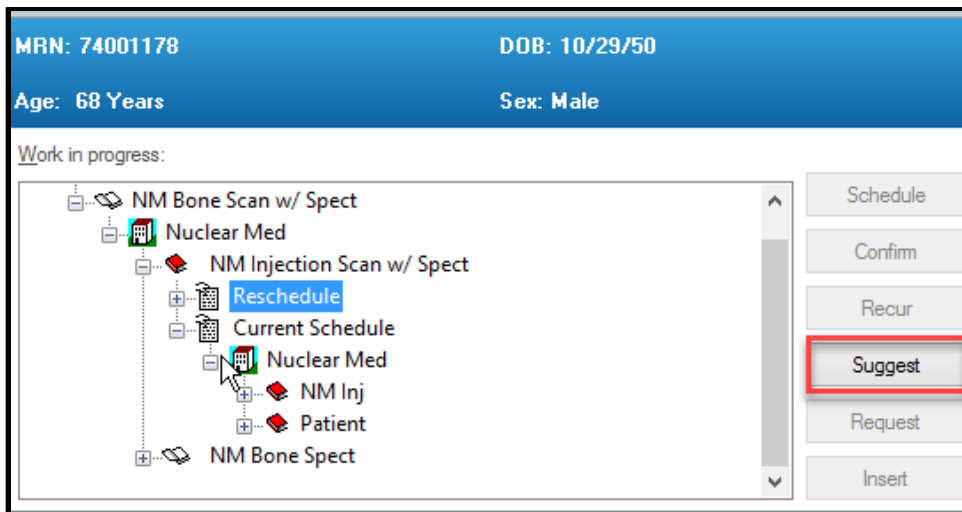 MRN: 74001178 DOB: 10/29/50
Age: 68 Years Sex: Male
Work in progress:
NM Bone Scan w/ Spect
Nuclear Med
NM Injection Scan w/ Spect
Reschedule
Current Schedule
Nuclear Med
NM Inj
Patient
NM Bone Spect
Schedule
Confirm
Recur
Suggest
Request
Insert